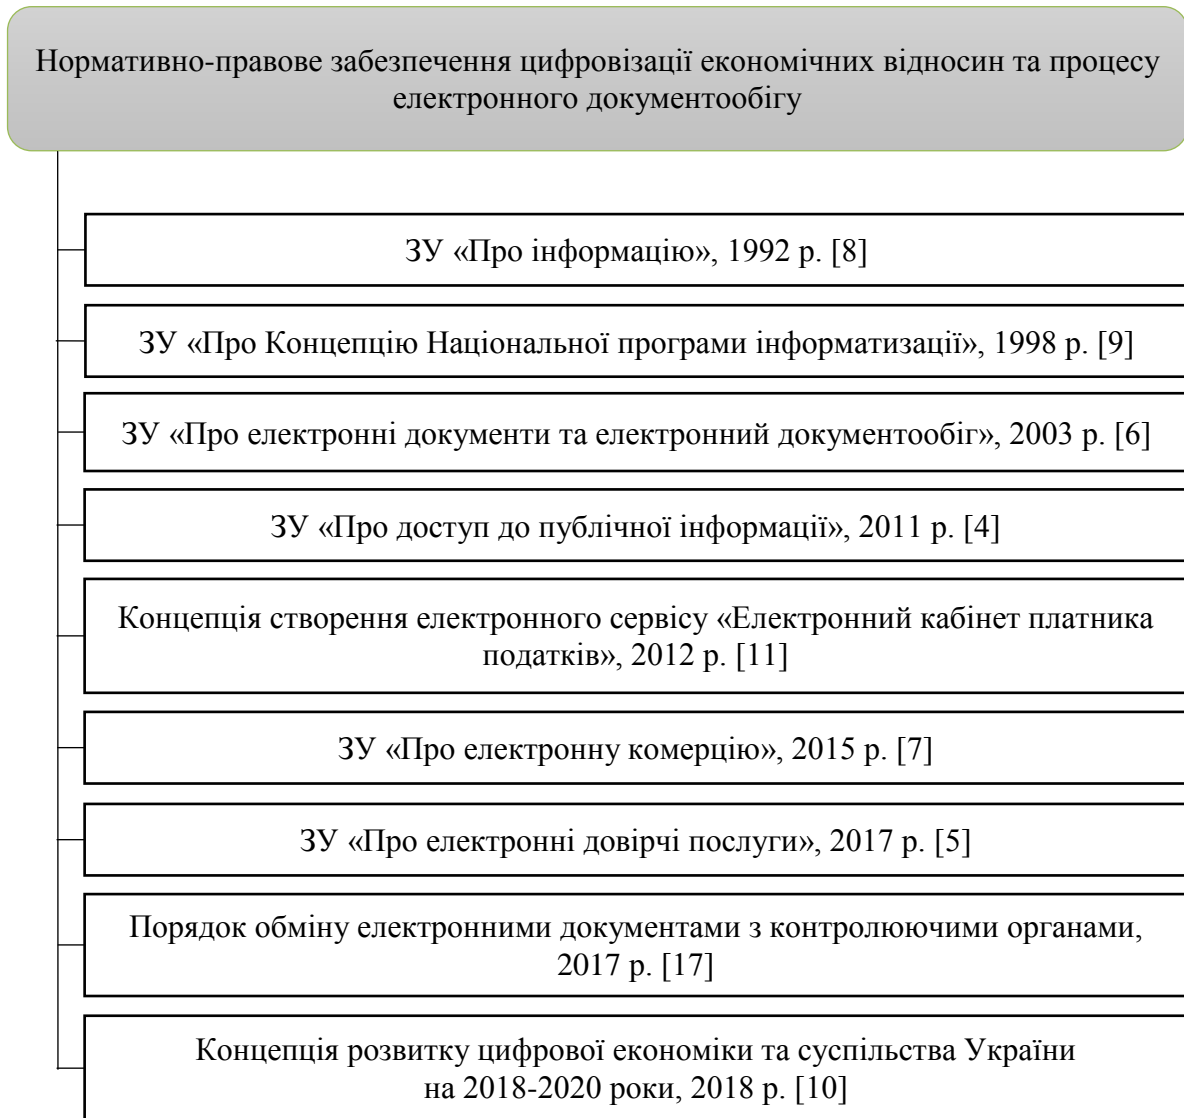 Нормативно-правове забезпечення цифровізації економічних відносин та процесу
електронного документообігу
ЗУ «Про інформацію», 1992 р. [8]
ЗУ «Про Концепцію Національної програми інформатизації», 1998 р. [9]
ЗУ «Про електронні документи та електронний документообіг», 2003 р. [6]
ЗУ «Про доступ до публічної інформації», 2011 р. [4]
Концепція створення електронного сервісу «Електронний кабінет платника
податків», 2012 р. [11]
ЗУ «Про електронну комерцію», 2015 р. [7]
ЗУ «Про електронні довірчі послуги», 2017 р. [5]
Порядок обміну електронними документами з контролюючими органами,
2017 р. [17]
Концепція розвитку цифрової економіки та суспільства України
на 2018-2020 роки, 2018 р. [10]